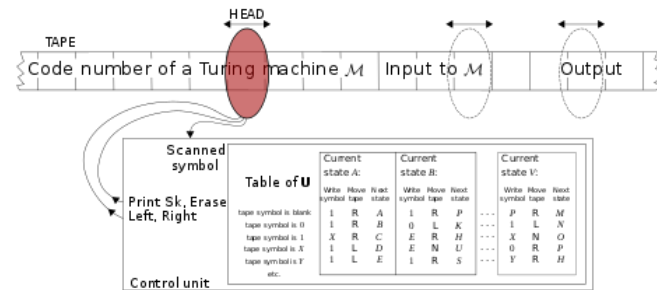 HEAD
TAPE
Code number of a Turing machine ℳ Input to ℳ Output
Scanned
symbol
Print Sk, Erase
Left, Right
Control unit
Table of U
Current
state A:
Current
state B:
Current
state V:
Write symbol Move tape Next state Write symbol Move tape Next state Write symbol Move tape Next state
tape symbol is blank 1 R A 1 R P ---- P R M
tape symbol is 0 1 R B 0 L K ---- 1 L N
tape symbol is 1 X R C E R H ---- X N O
tape symbol is X 1 L D E N U ---- 0 R P
tape symbol is Y 1 L E 1 R S ---- Y R H
etc.